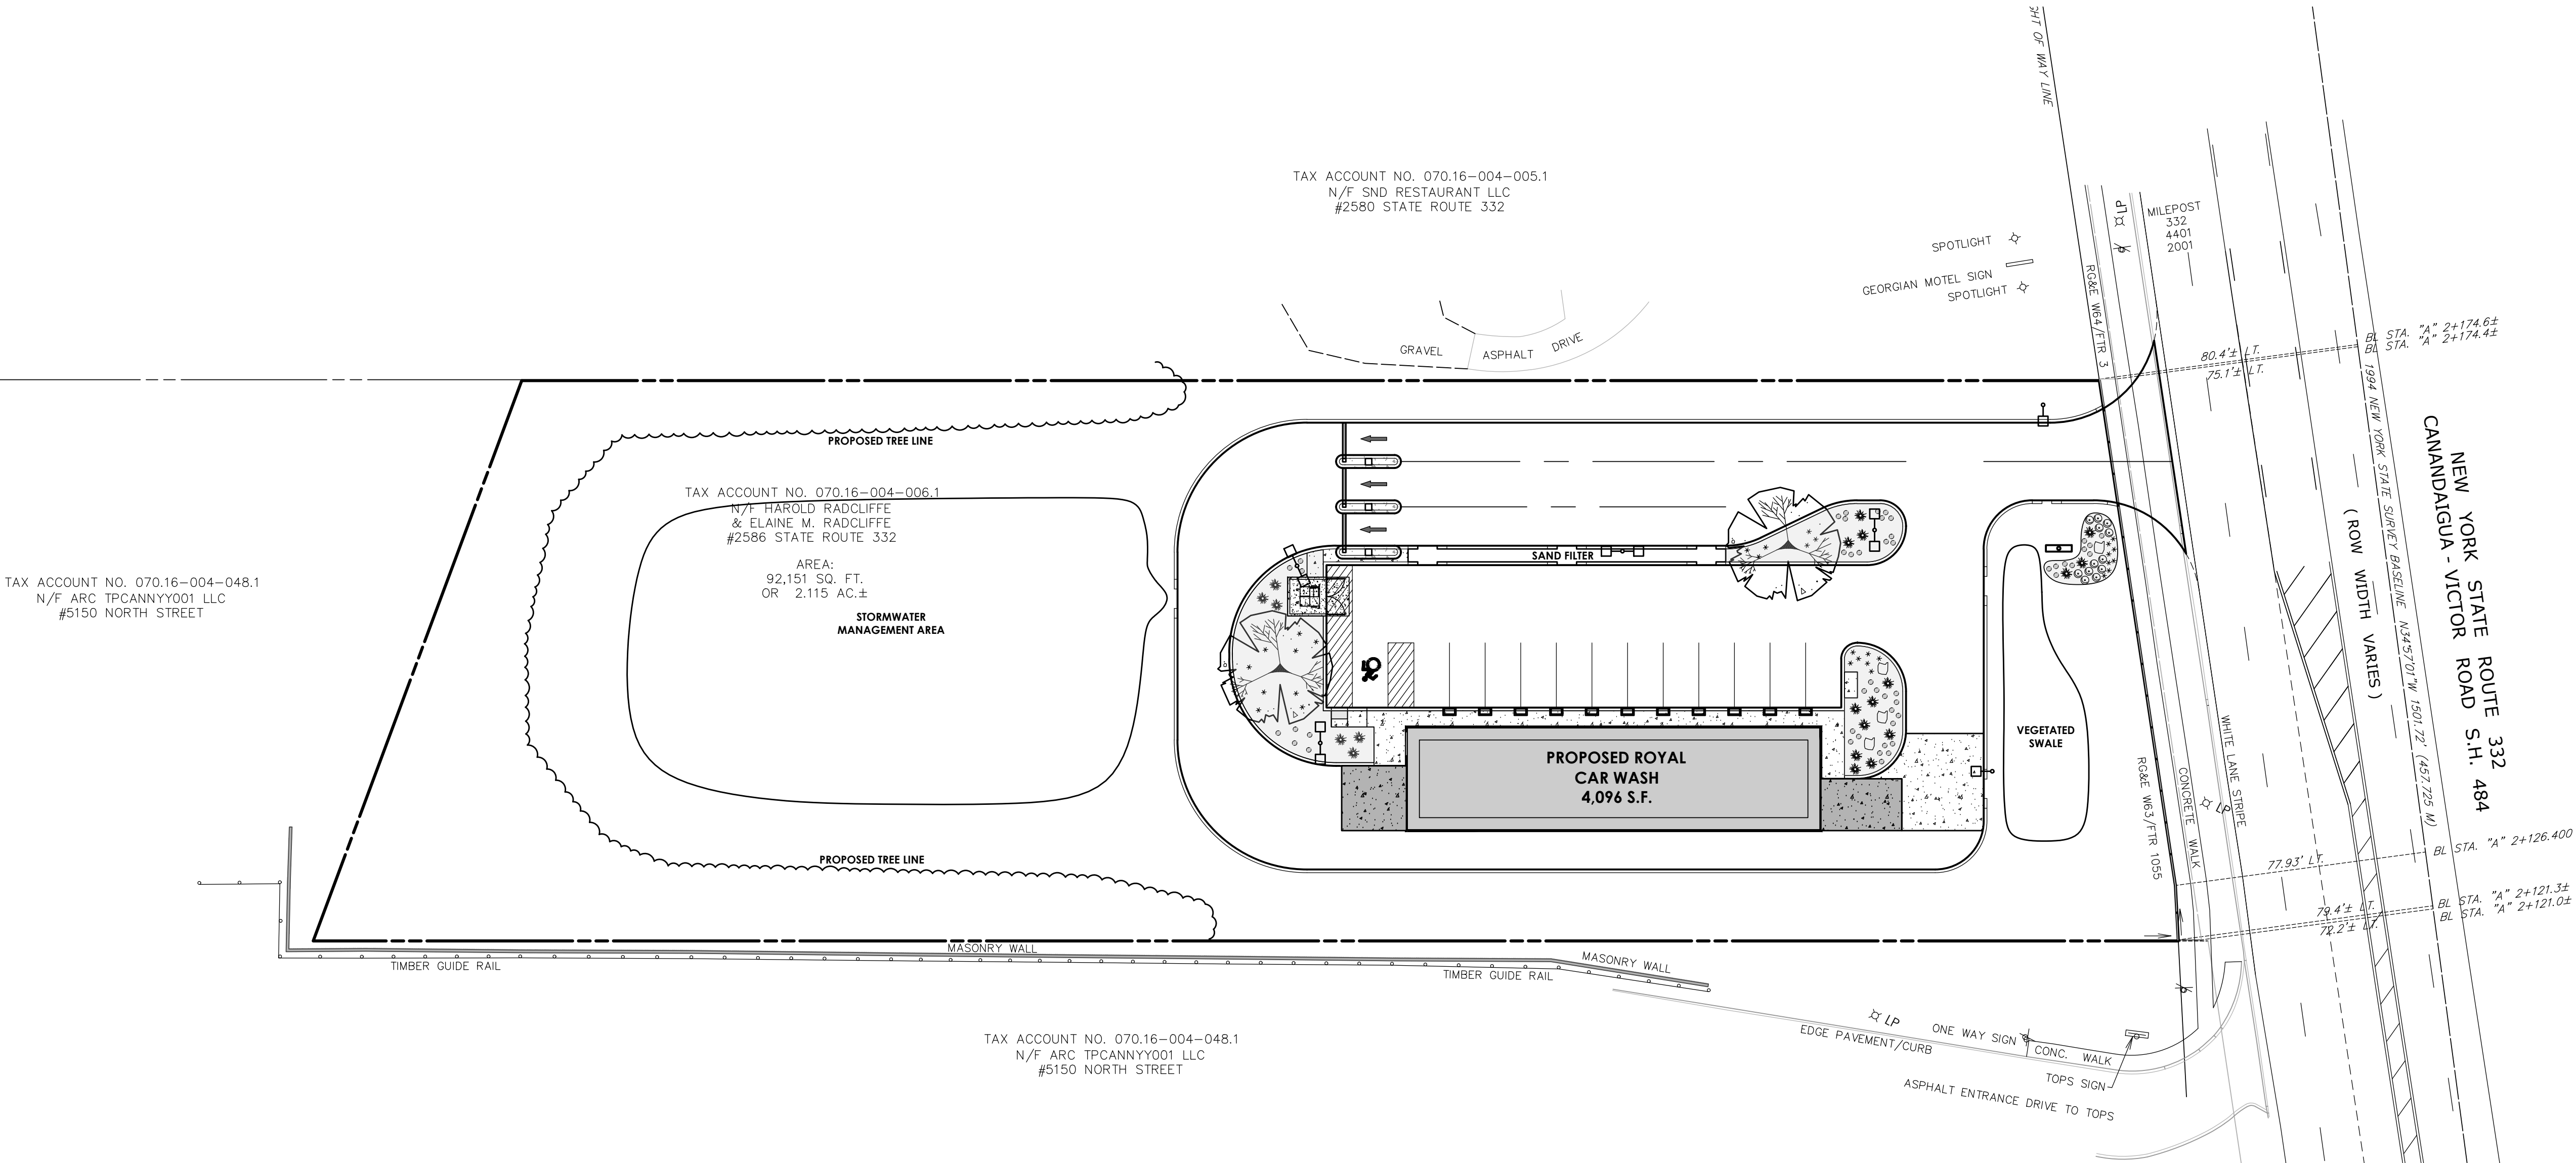 GHT OF WAY LINE
TAX ACCOUNT NO. 070.16-004-005.1
N/F SND RESTAURANT LLC
#2580 STATE ROUTE 332
LP
MILEPOST
332
4401
2001
SPOTLIGHT
GEORGIAN MOTEL SIGN
SPOTLIGHT
RG&E W64/FTR 3
GRAVEL
ASPHALT
DRIVE
BL STA. "A" 2+174.6±
BL STA. "A" 2+174.4±
80.4'± LT.
75.1'± LT.
1994 NEW YORK STATE SURVEY BASELINE N34°57'01"W 1501.72' (457.725 M)
NEW YORK STATE ROUTE 332
CANANDAIGUA - VICTOR ROAD S.H. 484
( ROW WIDTH VARIES )
PROPOSED TREE LINE
TAX ACCOUNT NO. 070.16-004-006.1
N/F HAROLD RADCLIFFE
& ELAINE M. RADCLIFFE
#2586 STATE ROUTE 332
AREA:
92,151 SQ. FT.
OR 2.115 AC.±
STORMWATER
MANAGEMENT AREA
TAX ACCOUNT NO. 070.16-004-048.1
N/F ARC TPCANNYY001 LLC
#5150 NORTH STREET
SAND FILTER
PROPOSED ROYAL
CAR WASH
4,096 S.F.
VEGETATED
SWALE
WHITE LANE STRIPE
CONCRETE WALK
LP
RG&E W63/FTR 1055
PROPOSED TREE LINE
77.93' LT.
BL STA. "A" 2+126.400
79.4'± LT.
72.2'± LT.
BL STA. "A" 2+121.3±
BL STA. "A" 2+121.0±
MASONRY WALL
TIMBER GUIDE RAIL
MASONRY WALL
TIMBER GUIDE RAIL
LP
EDGE PAVEMENT/CURB
ONE WAY SIGN
CONC. WALK
TOPS SIGN
ASPHALT ENTRANCE DRIVE TO TOPS
TAX ACCOUNT NO. 070.16-004-048.1
N/F ARC TPCANNYY001 LLC
#5150 NORTH STREET